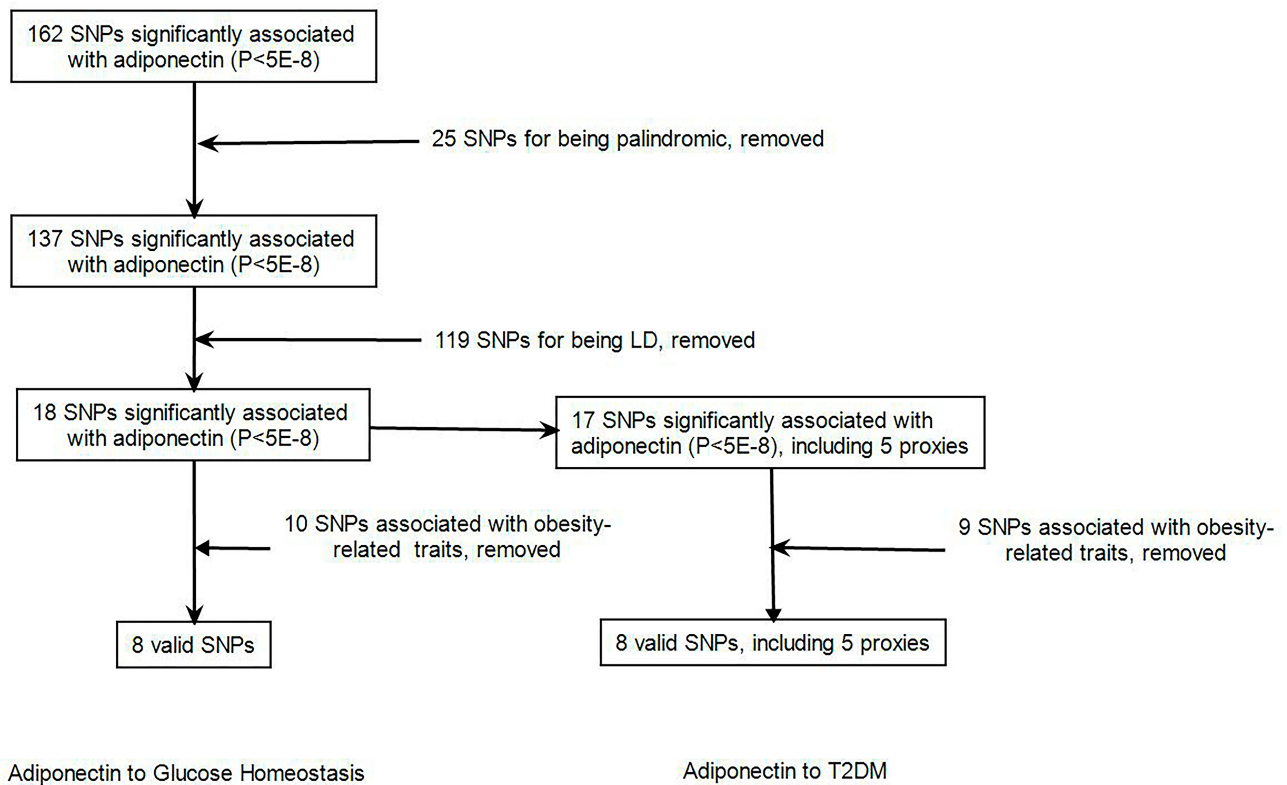 162 SNPs significantly associated
with adiponectin (P<5E-8)
25 SNPs for being palindromic, removed
137 SNPs significantly associated
with adiponectin (P<5E-8)
119 SNPs for being LD, removed
18 SNPs significantly associated
with adiponectin (P<5E-8)
17 SNPs significantly associated with
adiponectin (P<5E-8), including 5 proxies
10 SNPs associated with obesity-
related traits, removed
9 SNPs associated with obesity-
related traits, removed
8 valid SNPs
8 valid SNPs, including 5 proxies
Adiponectin to Glucose Homeostasis
Adiponectin to T2DM